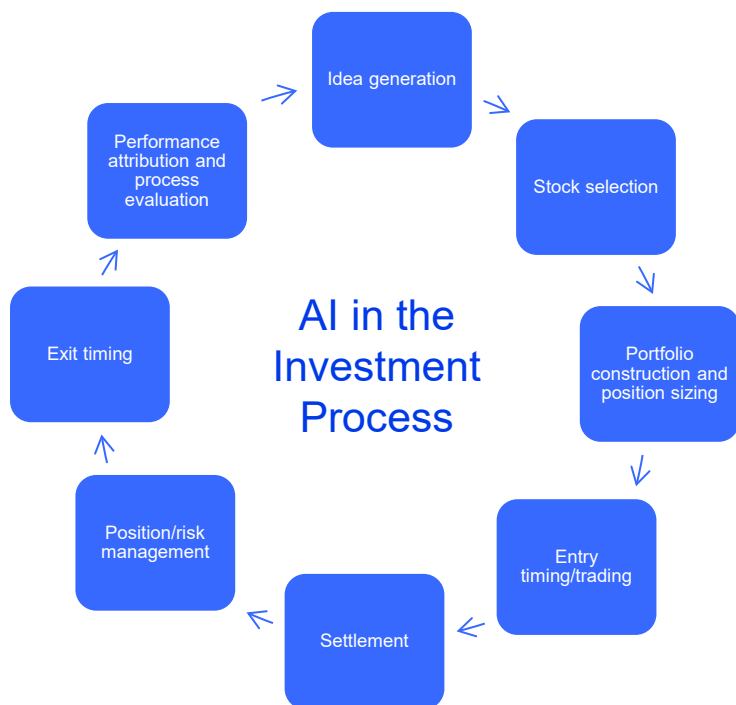 Idea generation
Stock selection
Portfolio
construction and
position sizing
Entry
timing/trading
Settlement
Position/risk
management
Exit timing
Performance
attribution and
process
evaluation
AI in the
Investment
Process